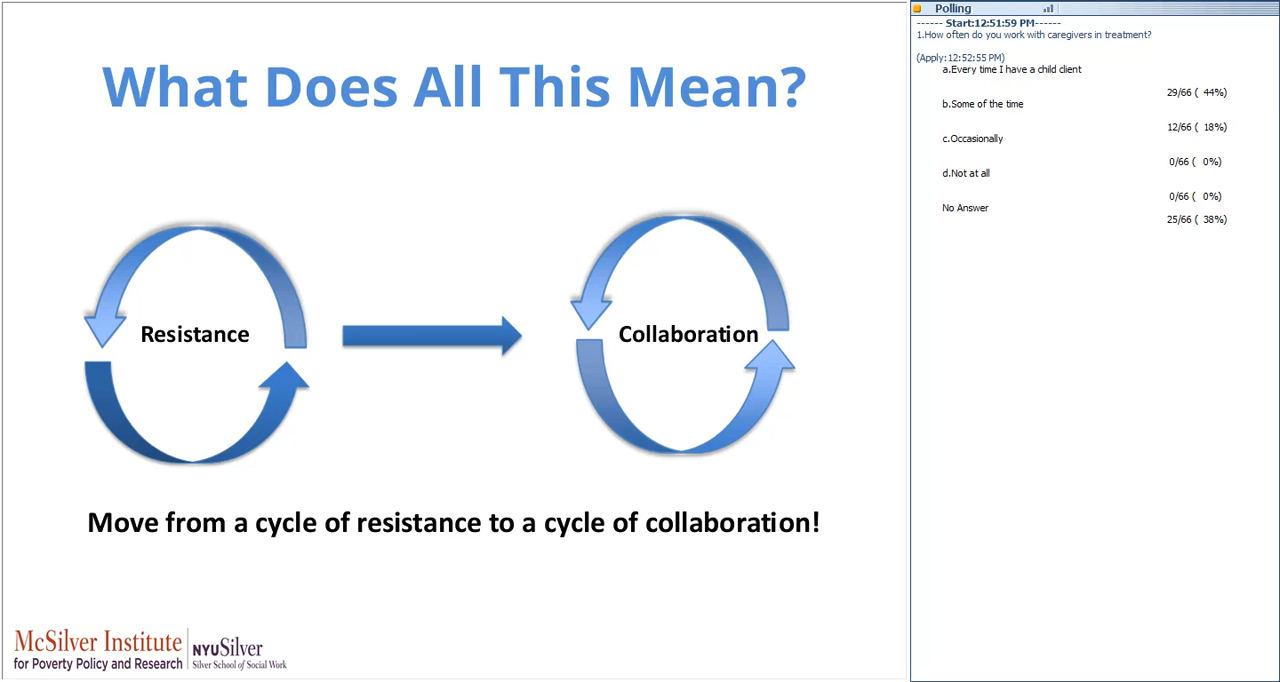 What Does All This Mean?
Resistance
Collaboration
Move from a cycle of resistance to a cycle of collaboration!
McSilver Institute
for Poverty Policy and Research
NYUSilver
Silver School of Social Work
Polling
------ Start:12:51:59 PM------
1.How often do you work with caregivers in treatment?
(Apply:12:52:55 PM)
a.Every time I have a child client
29/66 ( 44%)
b.Some of the time
12/66 ( 18%)
c.Occasionally
0/66 ( 0%)
d.Not at all
0/66 ( 0%)
No Answer
25/66 ( 38%)